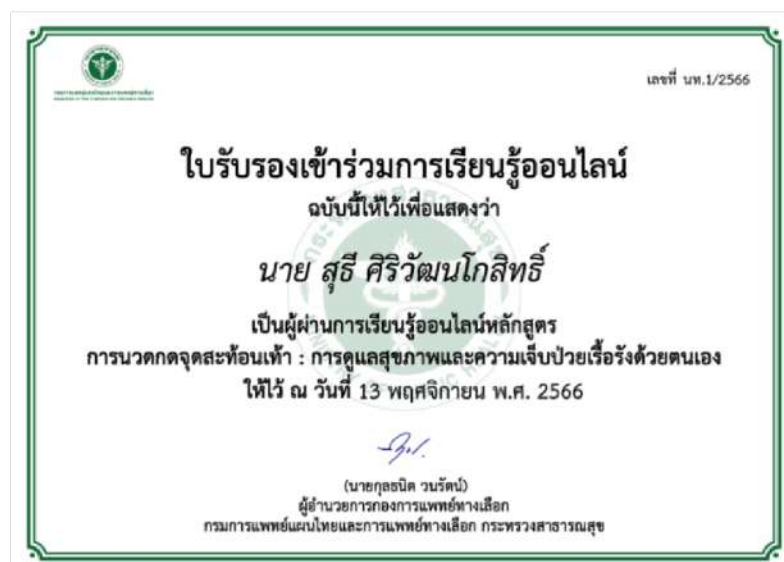 เลขที่ นท.1/2566
ใบรับรองเข้าร่วมการเรียนรู้ออนไลน์
ฉบับนี้ให้ไว้เพื่อแสดงว่า
นาย สุธี ศิริวัฒนโกสิทธิ์
เป็นผู้ผ่านการเรียนรู้ออนไลน์หลักสูตร
การนวดกดจุดสะท้อนเท้า : การดูแลสุขภาพและความเจ็บป่วยเรื้อรังด้วยตนเอง
ให้ไว้ ณ วันที่ 13 พฤศจิกายน พ.ศ. 2566
(นายกุลธนิต วนรัตน์)
ผู้อำนวยการกองการแพทย์ทางเลือก
กรมการแพทย์แผนไทยและการแพทย์ทางเลือก กระทรวงสาธารณสุข